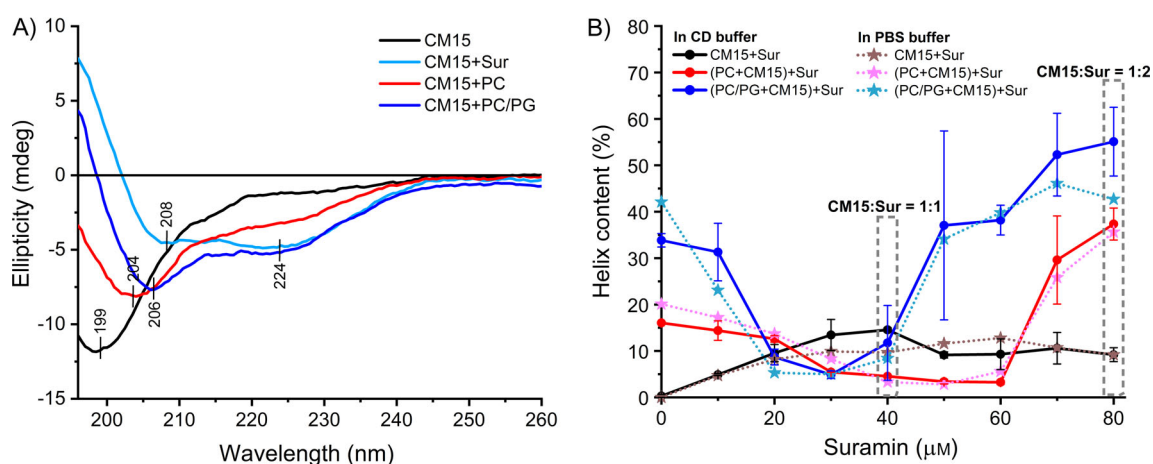 A)
10
5
0
-5
-10
-15
Ellipticity (mdeg)
CM15
CM15+Sur
CM15+PC
CM15+PC/PG
199
204
206
208
224
200 210 220 230 240 250 260
Wavelength (nm)
B)
80
70
60
50
40
30
20
10
0
Helix content (%)
In CD buffer
CM15+Sur
(PC+CM15)+Sur
(PC/PG+CM15)+Sur
In PBS buffer
CM15+Sur
(PC+CM15)+Sur
(PC/PG+CM15)+Sur
CM15:Sur = 1:2
CM15:Sur = 1:1
0 20 40 60 80
Suramin (μM)